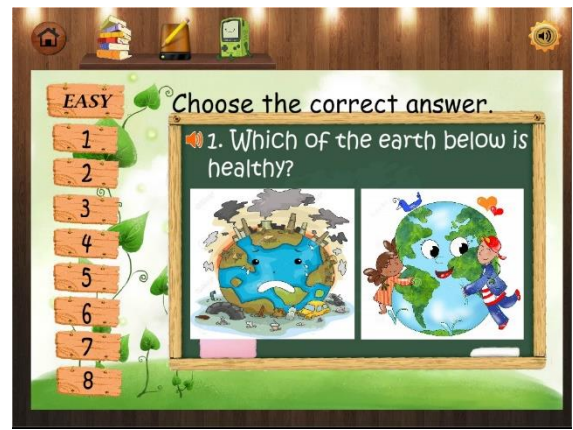 EASY
1
2
3
4
5
6
7
8
Choose the correct answer.
1. Which of the earth below is
healthy?